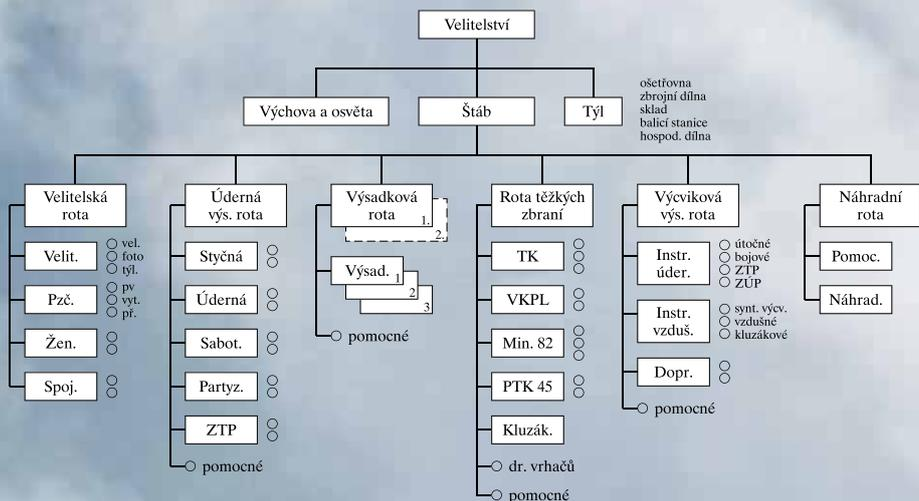 Velitelství
Výchova a osvěta
Štáb
Týl
ošetřovna
zbrojní dílna
sklad
balicí stanice
hospod. dílna
Velitelská
rota
Velit.
vel.
foto
týl.
Pzč.
pv
vyt.
př.
Žen.
Spoj.
Úderná
výs. rota
Styčná
Úderná
Sabot.
Partyz.
ZTP
pomocné
Výsadková
rota
1.
2.
Výsad.
1
2
3
pomocné
Rota těžkých
zbraní
TK
VKPL
Min. 82
PTK 45
Kluzák.
dr. vrhačů
pomocné
Výcviková
výs. rota
Instr.
úder.
útočné
bojové
ZTP
ZÚP
Instr.
vzduš.
synt. výcv.
vzdušné
kluzákové
Dopr.
pomocné
Náhradní
rota
Pomoc.
Náhrad.